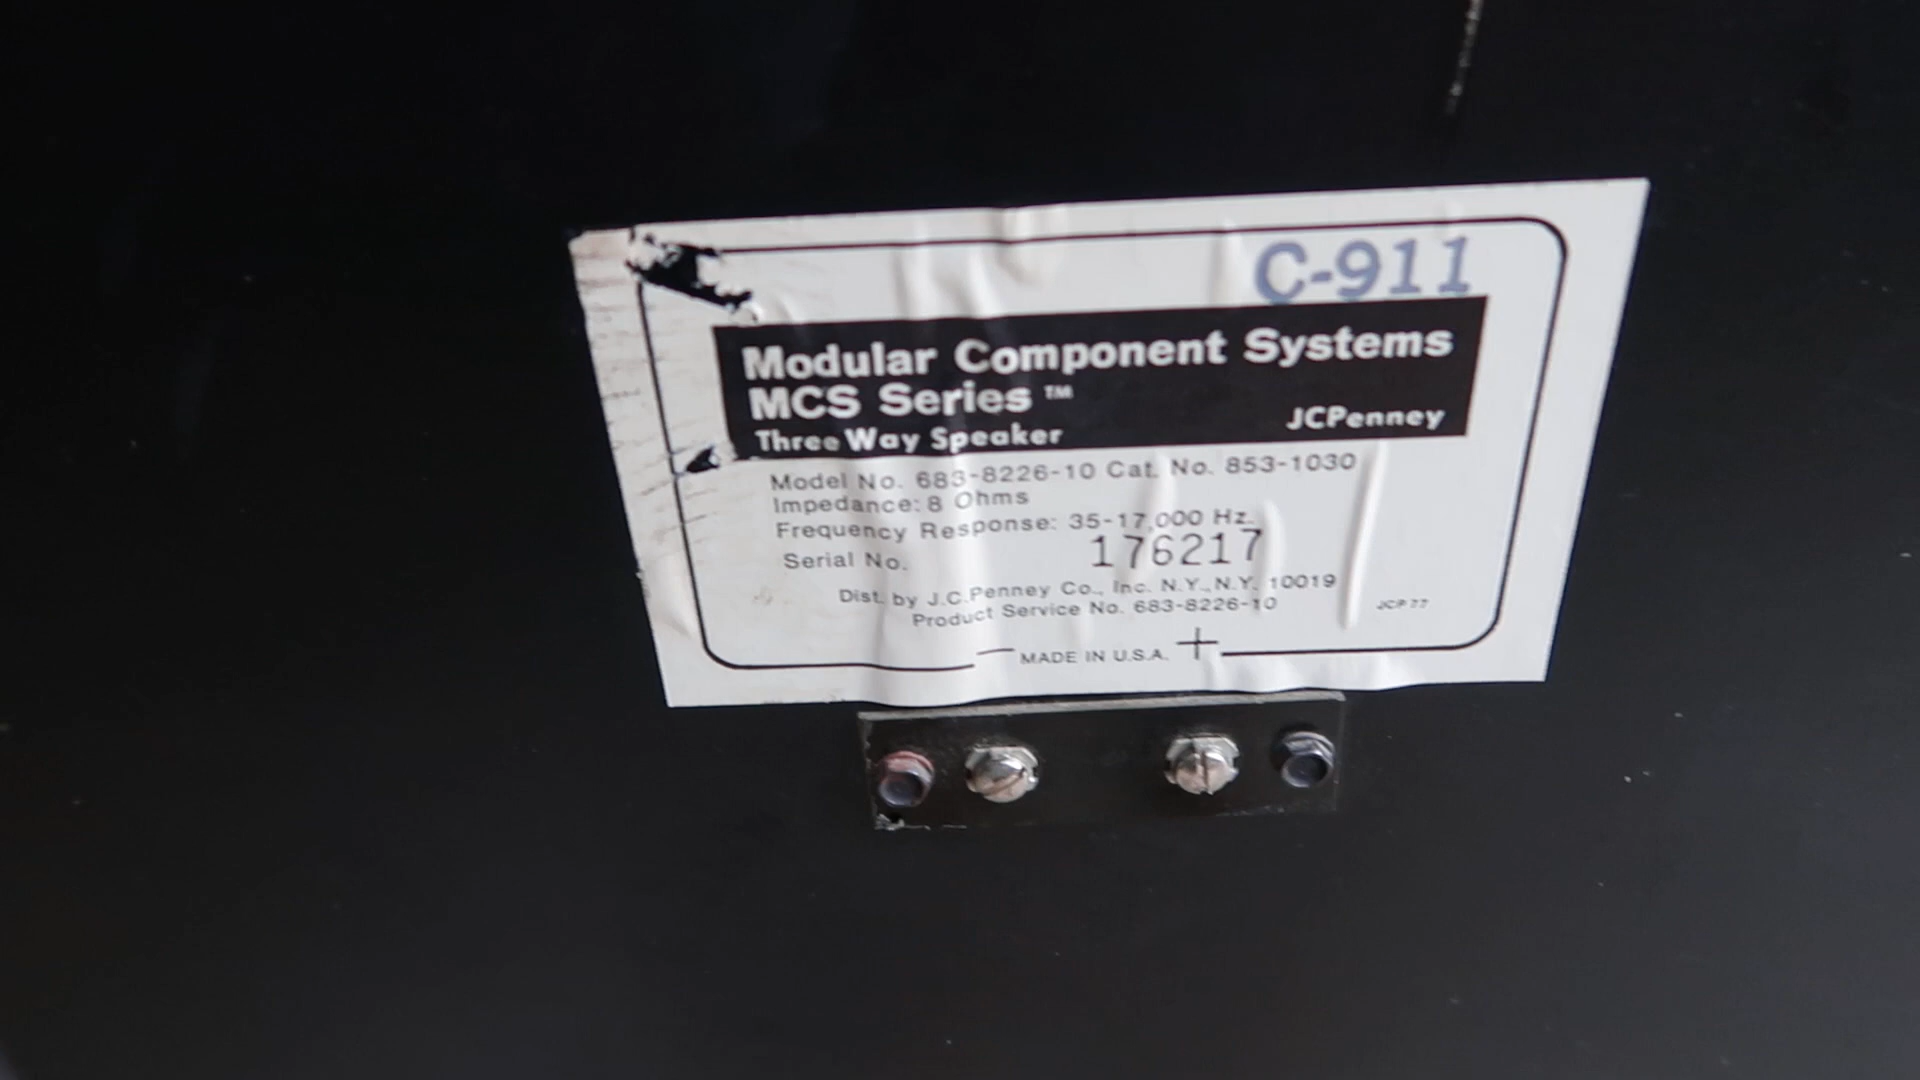 C-911
Modular Component Systems
MCS Series ™
Three Way Speaker JCPenney
Model No. 683-8226-10 Cat. No. 853-1030
Impedance: 8 Ohms
Frequency Response: 35-17,000 Hz.
Serial No. 176217
Dist. by J.C.Penney Co., Inc. N.Y., N.Y. 10019
Product Service No. 683-8226-10 JCP 77
— MADE IN U.S.A. +